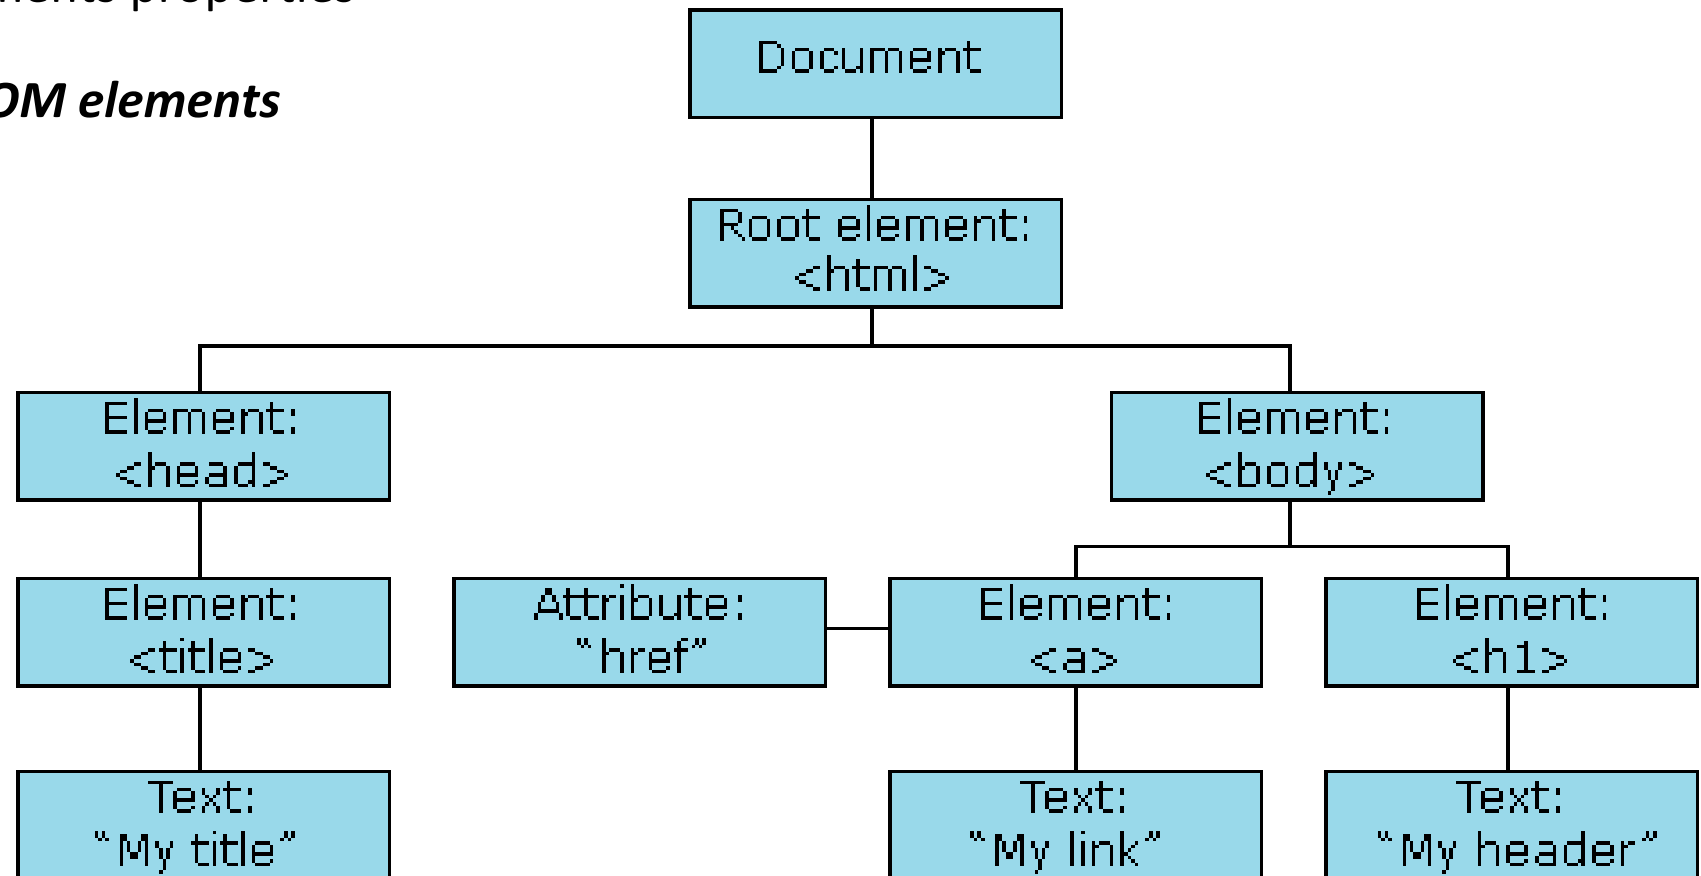 properties
OM elements
Document
Root element:
<html>
Element:
<head>
Element:
<body>
Element:
<title>
Attribute:
“href”
Element:
<a>
Element:
<h1>
Text:
“My title”
Text:
“My link”
Text:
“My header”